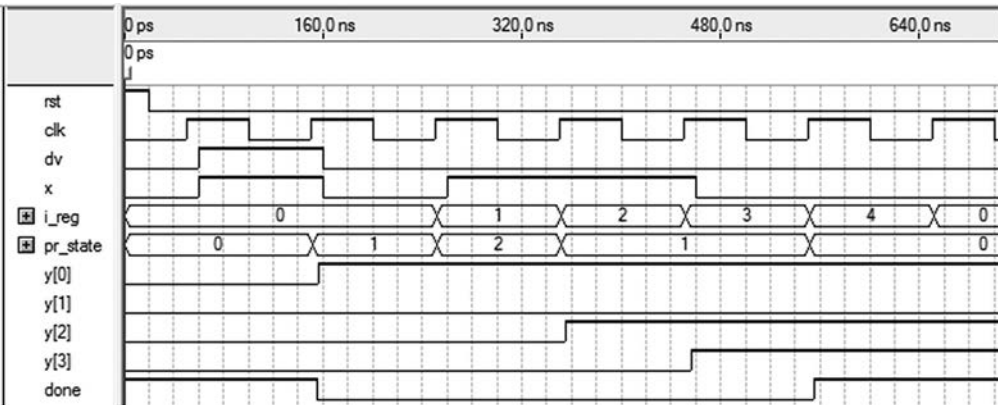 0 ps 160.0 ns 320.0 ns 480.0 ns 640.0 ns
0 ps
rst
clk
dv
x
i_reg 0 1 2 3 4 0
pr_state 0 1 2 1 0
y[0]
y[1]
y[2]
y[3]
done